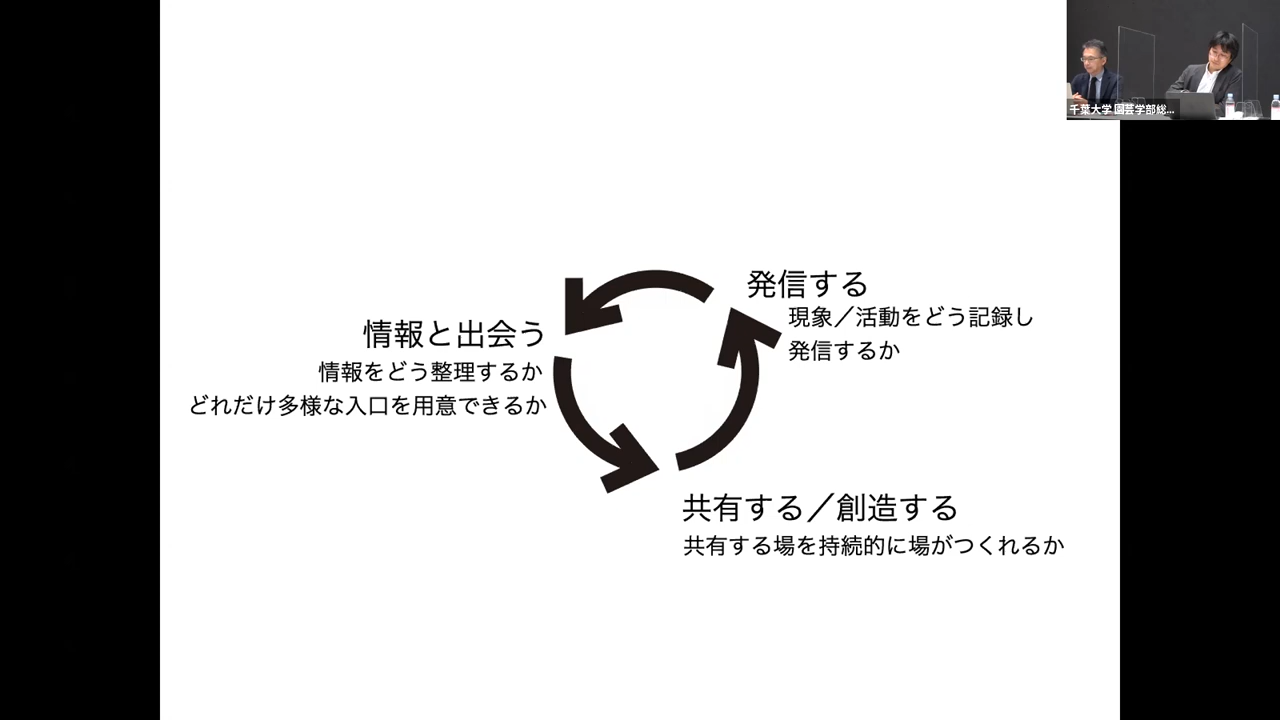 千葉大学 園芸学部総...
発信する
現象／活動をどう記録し
発信するか
情報と出会う
情報をどう整理するか
どれだけ多様な入口を用意できるか
共有する／創造する
共有する場を持続的に場がつくれるか